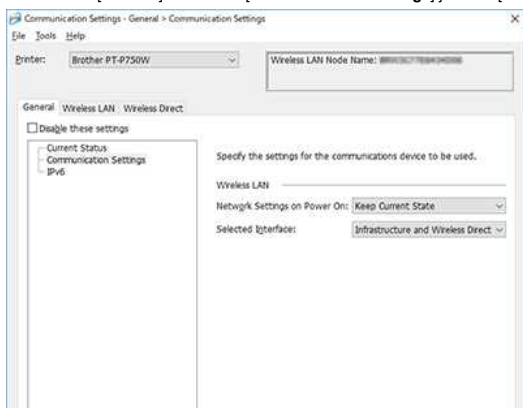 Communication Settings - General > Communication Settings
File Tools Help
Printer: Brother PT-P750W
Wireless LAN Node Name:
General Wireless LAN Wireless Direct
Disable these settings
Current Status
Communication Settings
IPv6
Specify the settings for the communications device to be used.
Wireless LAN
Network Settings on Power On: Keep Current State
Selected Interface: Infrastructure and Wireless Direct